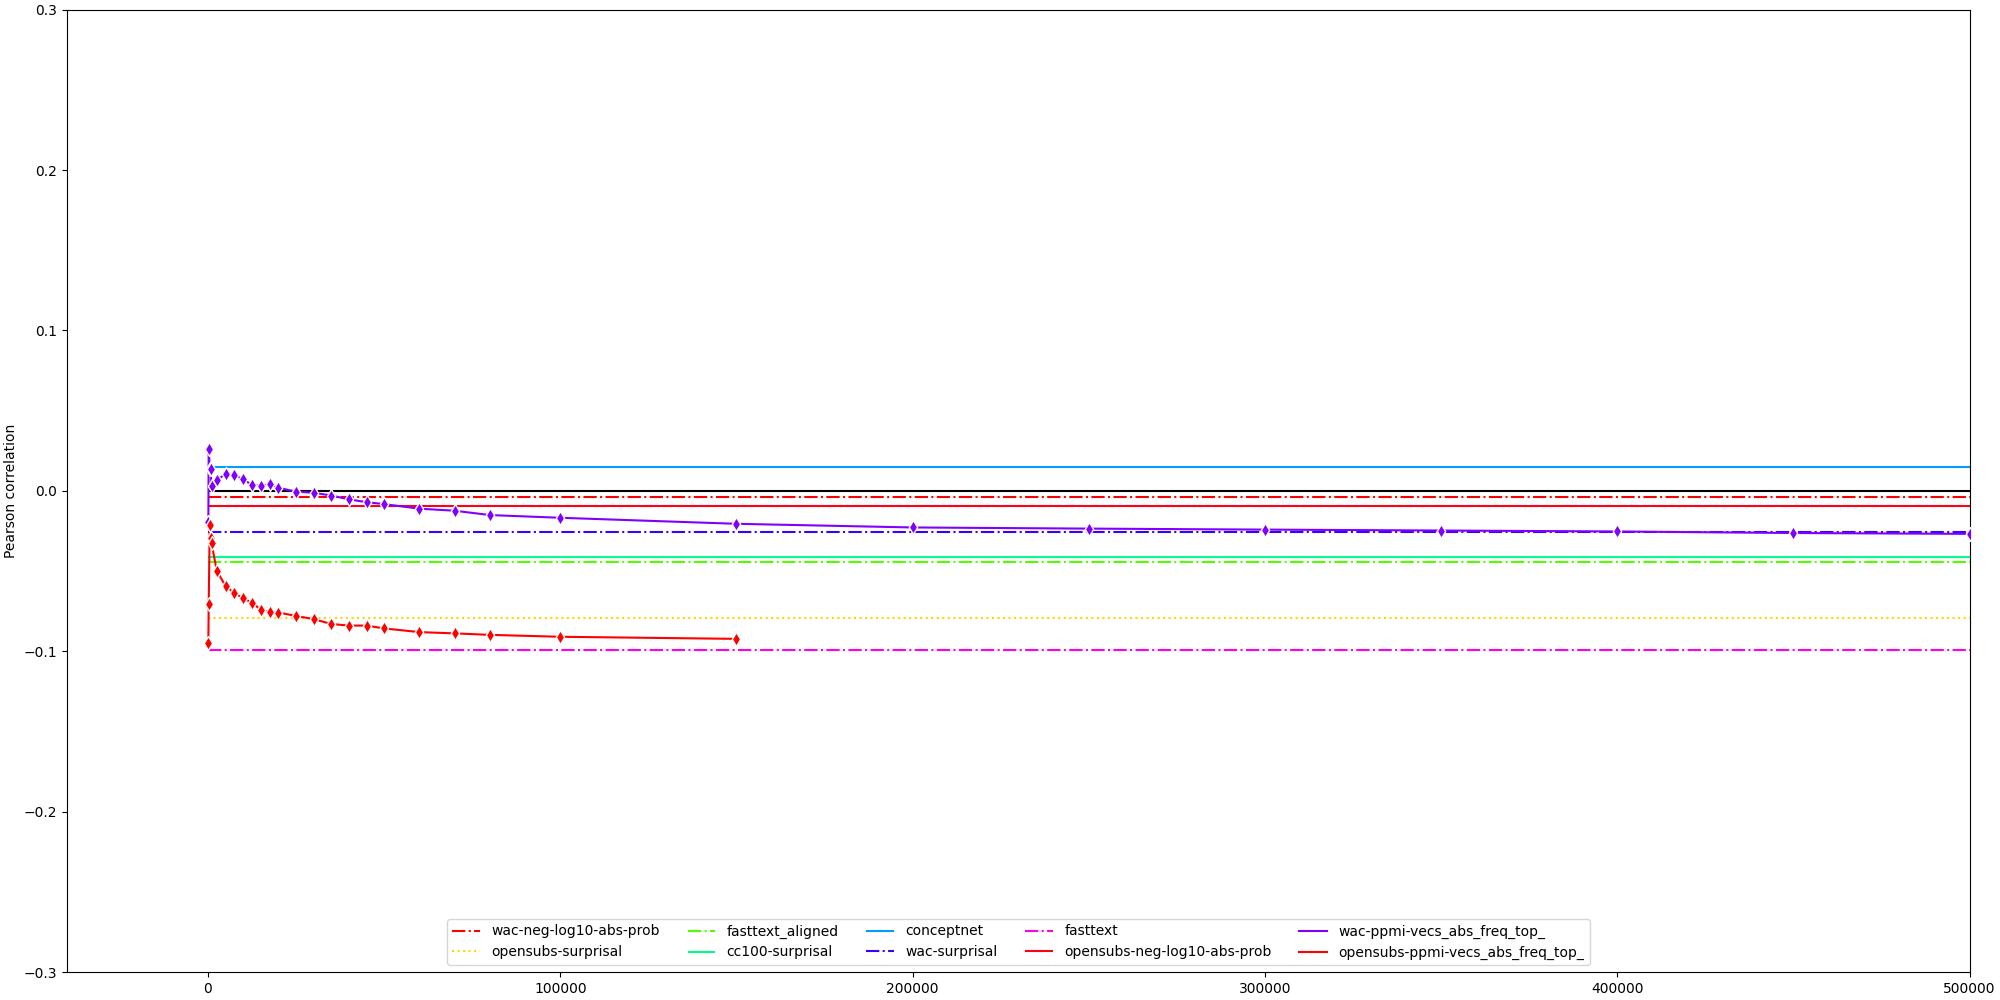 0.3
0.2
0.1
0.0
−0.1
−0.2
−0.3
Pearson correlation
wac-neg-log10-abs-prob fasttext_aligned conceptnet fasttext wac-ppmi-vecs_abs_freq_top_
opensubs-surprisal cc100-surprisal wac-surprisal opensubs-neg-log10-abs-prob opensubs-ppmi-vecs_abs_freq_top_
0 100000 200000 300000 400000 500000